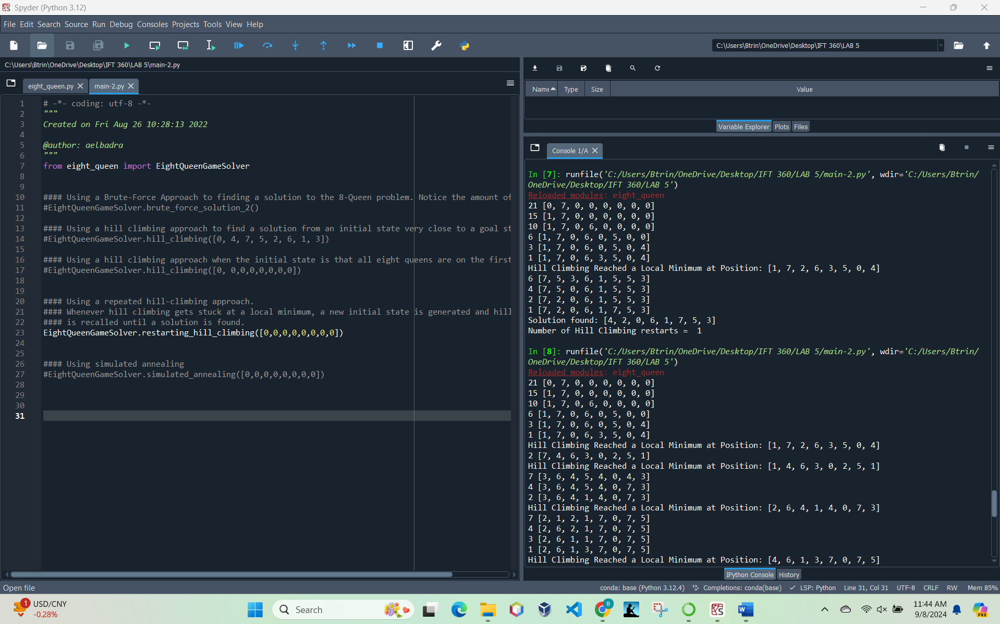 Spyder (Python 3.12)
File Edit Search Source Run Debug Consoles Projects Tools View Help
C:\Users\Btrin\OneDrive\Desktop\IFT 360\LAB 5
C:\Users\Btrin\OneDrive\Desktop\IFT 360\LAB 5\main-2.py
eight_queen.py
main-2.py
1 # -*- coding: utf-8 -*-
2 """
3 Created on Fri Aug 26 10:28:13 2022
4
5 @author: aelbadra
6 """
7 from eight_queen import EightQueenGameSolver
8
9
10 #### Using a Brute-Force Approach to finding a solution to the 8-Queen problem. Notice the amount of
11 #EightQueenGameSolver.brute_force_solution_2()
12
13 #### Using a hill climbing approach to find a solution from an initial state very close to a goal st
14 #EightQueenGameSolver.hill_climbing([0, 4, 7, 5, 2, 6, 1, 3])
15
16 #### Using a hill climbing approach when the initial state is that all eight queens are on the first
17 #EightQueenGameSolver.hill_climbing([0, 0,0,0,0,0,0,0])
18
19
20 #### Using a repeated hill-climbing approach.
21 #### Whenever hill climbing gets stuck at a local minimum, a new initial state is generated and hill
22 #### is recalled until a solution is found.
23 EightQueenGameSolver.restarting_hill_climbing([0,0,0,0,0,0,0,0])
24
25
26 #### Using simulated annealing
27 #EightQueenGameSolver.simulated_annealing([0,0,0,0,0,0,0,0])
28
29
30
31
Name Type Size Value
Variable Explorer Plots Files
Console 1/A
In [7]: runfile('C:/Users/Btrin/OneDrive/Desktop/IFT 360/LAB 5/main-2.py', wdir='C:/Users/Btrin/
OneDrive/Desktop/IFT 360/LAB 5')
Reloaded modules: eight_queen
21 [0, 7, 0, 0, 0, 0, 0, 0]
15 [1, 7, 0, 0, 0, 0, 0, 0]
10 [1, 7, 0, 6, 0, 0, 0, 0]
6 [1, 7, 0, 6, 0, 5, 0, 0]
3 [1, 7, 0, 6, 0, 5, 0, 4]
1 [1, 7, 0, 6, 3, 5, 0, 4]
Hill Climbing Reached a Local Minimum at Position: [1, 7, 2, 6, 3, 5, 0, 4]
6 [7, 5, 3, 6, 1, 5, 5, 3]
4 [7, 5, 0, 6, 1, 5, 5, 3]
2 [7, 2, 0, 6, 1, 5, 5, 3]
1 [7, 2, 0, 6, 1, 7, 5, 3]
Solution found: [4, 2, 0, 6, 1, 7, 5, 3]
Number of Hill Climbing restarts =  1
In [8]: runfile('C:/Users/Btrin/OneDrive/Desktop/IFT 360/LAB 5/main-2.py', wdir='C:/Users/Btrin/
OneDrive/Desktop/IFT 360/LAB 5')
Reloaded modules: eight_queen
21 [0, 7, 0, 0, 0, 0, 0, 0]
15 [1, 7, 0, 0, 0, 0, 0, 0]
10 [1, 7, 0, 6, 0, 0, 0, 0]
6 [1, 7, 0, 6, 0, 5, 0, 0]
3 [1, 7, 0, 6, 0, 5, 0, 4]
1 [1, 7, 0, 6, 3, 5, 0, 4]
Hill Climbing Reached a Local Minimum at Position: [1, 7, 2, 6, 3, 5, 0, 4]
2 [7, 4, 6, 3, 0, 2, 5, 1]
Hill Climbing Reached a Local Minimum at Position: [1, 4, 6, 3, 0, 2, 5, 1]
7 [3, 6, 4, 5, 4, 0, 4, 3]
4 [3, 6, 4, 5, 4, 0, 7, 3]
2 [3, 6, 4, 1, 4, 0, 7, 3]
Hill Climbing Reached a Local Minimum at Position: [2, 6, 4, 1, 4, 0, 7, 3]
7 [2, 1, 2, 1, 7, 0, 7, 5]
4 [2, 6, 2, 1, 7, 0, 7, 5]
3 [2, 6, 1, 1, 7, 0, 7, 5]
1 [2, 6, 1, 3, 7, 0, 7, 5]
Hill Climbing Reached a Local Minimum at Position: [4, 6, 1, 3, 7, 0, 7, 5]
IPython Console History
Open file
conda: base (Python 3.12.4) Completions: conda(base) LSP: Python Line 31, Col 31 UTF-8 CRLF RW Mem 85%
1
USD/CNY
-0.28%
Search
B
11:44 AM
9/8/2024
PRE